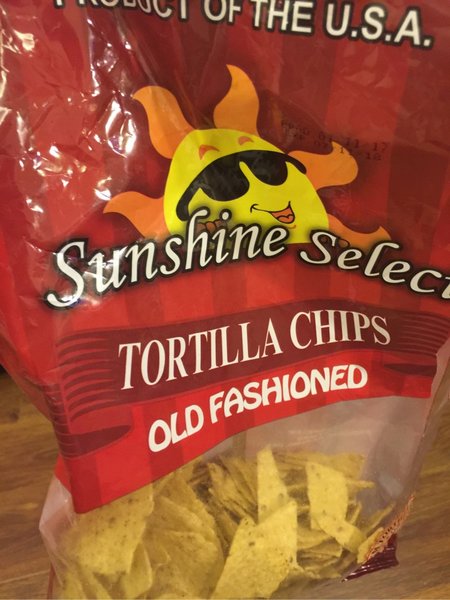 PRODUCT OF THE U.S.A.
Sunshine Select
TORTILLA CHIPS
OLD FASHIONED